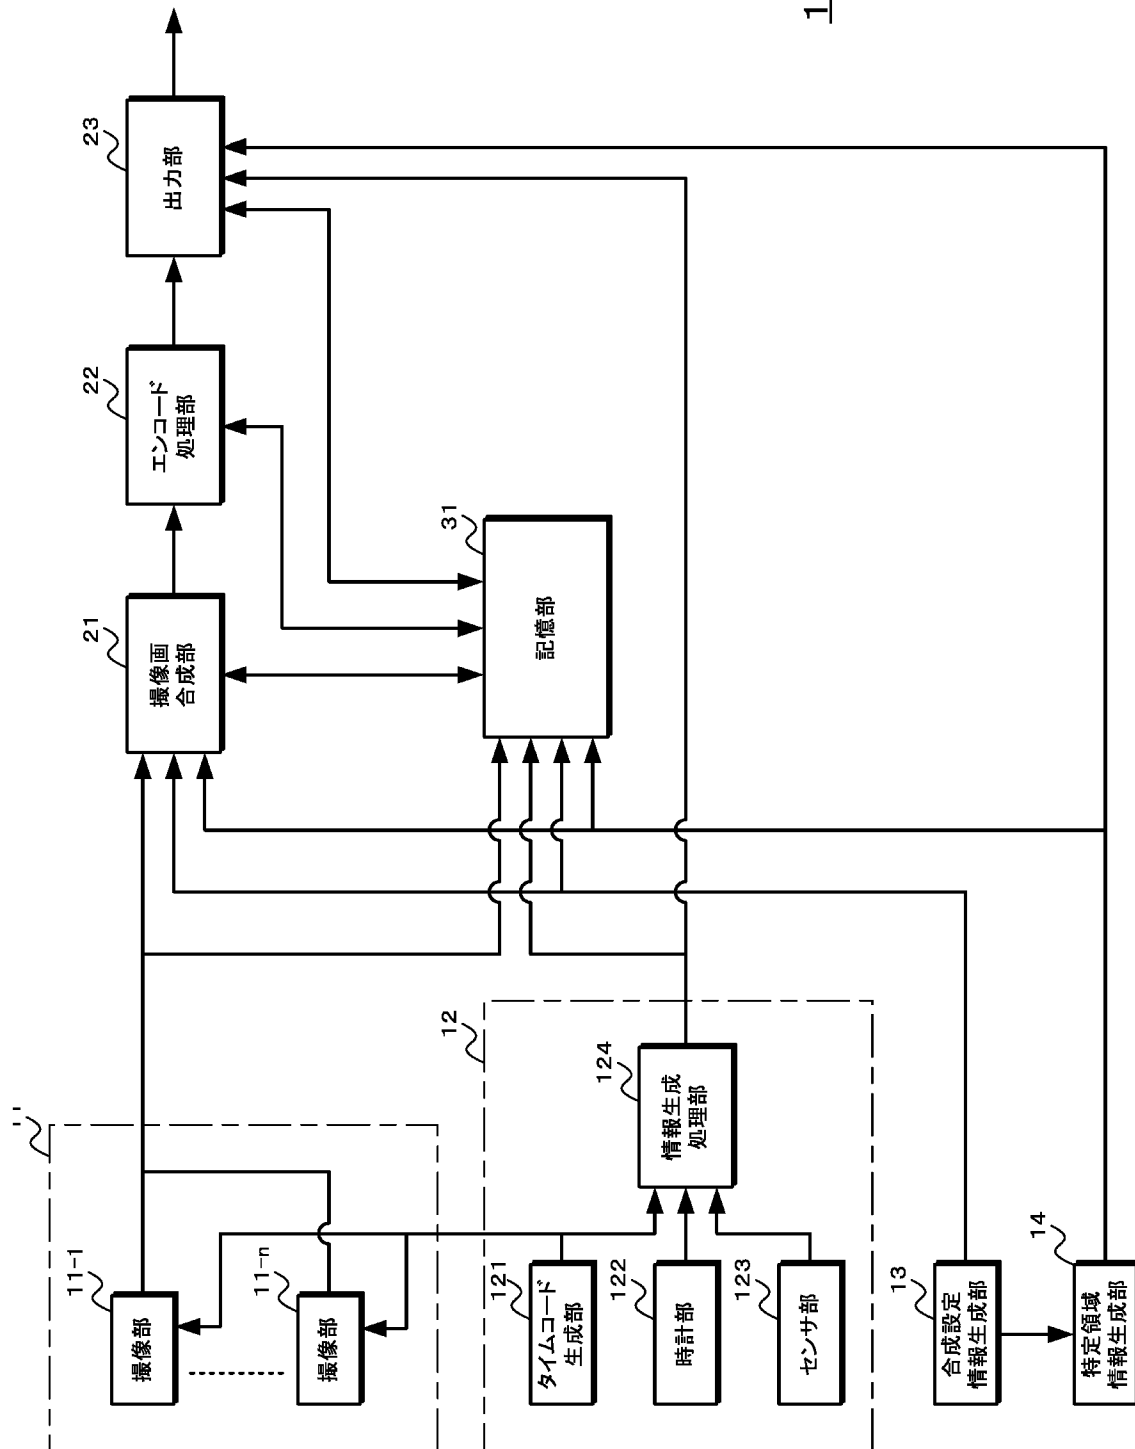 11-1
撮像部
11-n
撮像部
12
121
タイムコード
生成部
122
時計部
123
センサ部
124
情報生成
処理部
13
合成設定
情報生成部
14
特定領域
情報生成部
21
撮像画
合成部
22
エンコード
処理部
23
出力部
31
記憶部
1